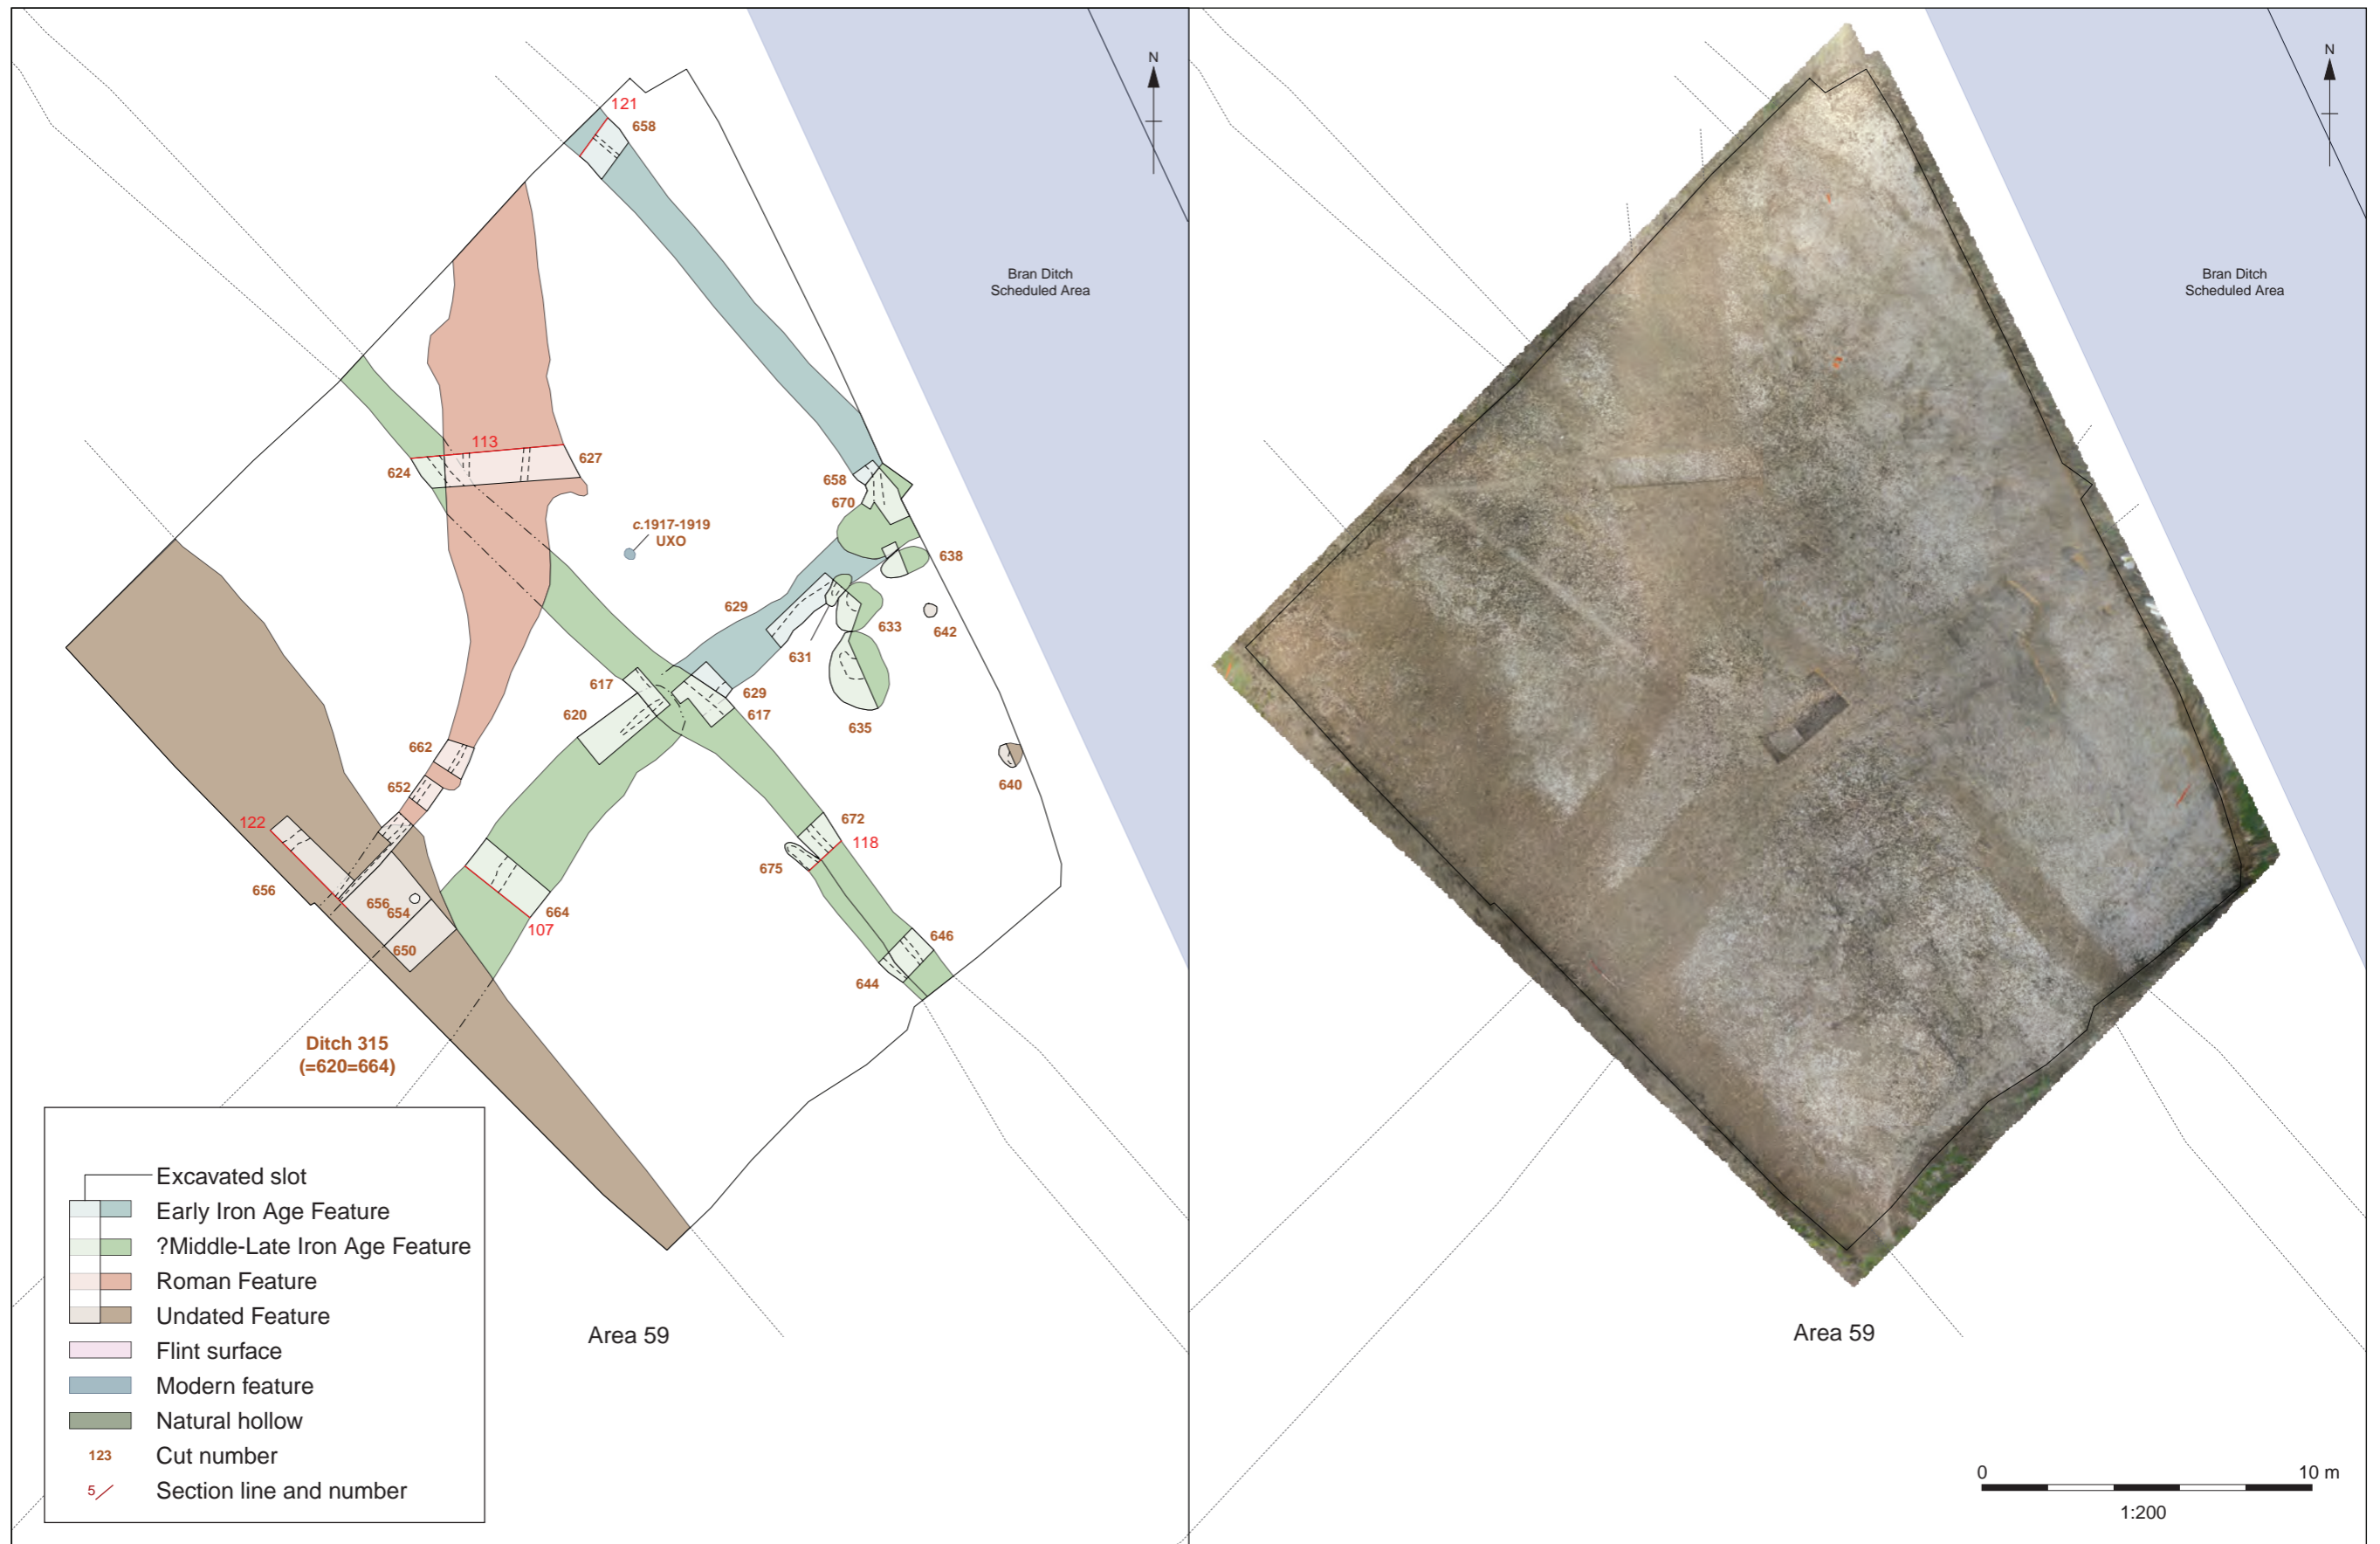 121
658
N
Bran Ditch
Scheduled Area
113
624
627
c.1917-1919
UXO
658
670
638
629
633
642
631
617
629
617
620
635
662
652
640
122
672
118
675
656
656
654
664
107
650
646
644
Ditch 315
(=620=664)
Excavated slot
Early Iron Age Feature
?Middle-Late Iron Age Feature
Roman Feature
Undated Feature
Flint surface
Modern feature
Natural hollow
123 Cut number
5 Section line and number
Area 59
N
Bran Ditch
Scheduled Area
Area 59
0 10 m
1:200